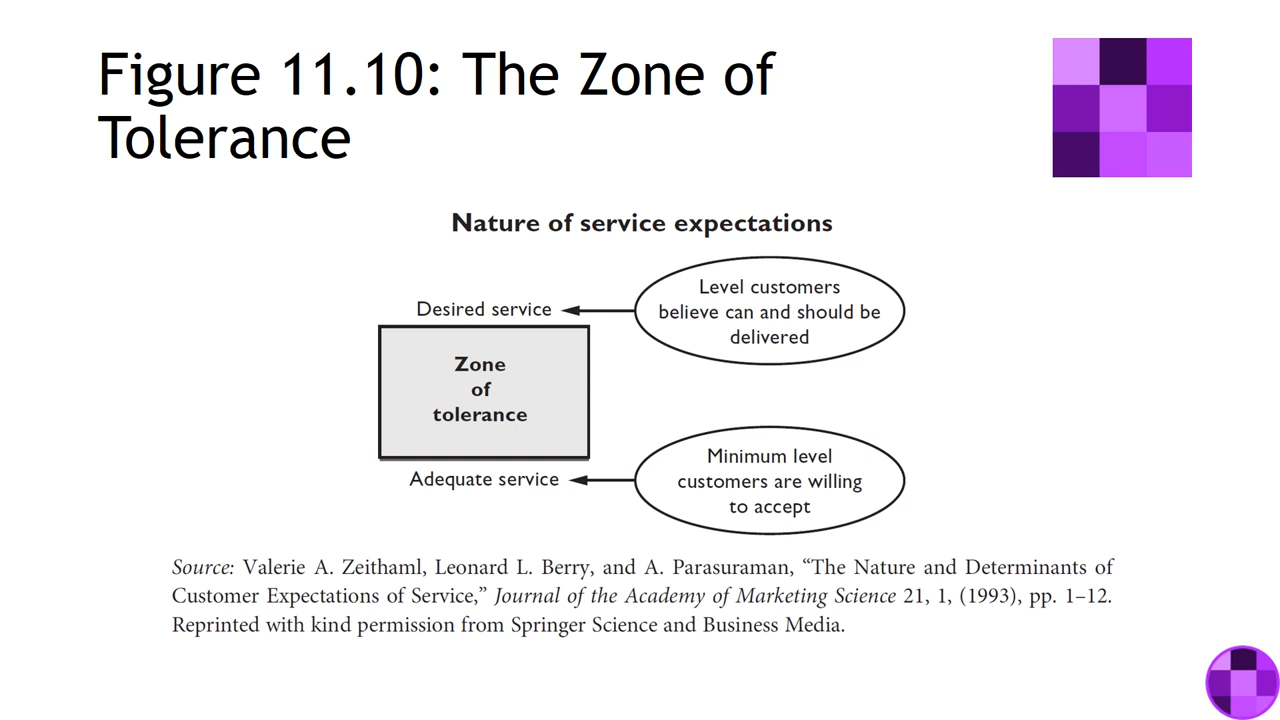 Figure 11.10: The Zone of
Tolerance
Nature of service expectations
Desired service
Level customers
believe can and should be
delivered
Zone
of
tolerance
Adequate service
Minimum level
customers are willing
to accept
Source: Valerie A. Zeithaml, Leonard L. Berry, and A. Parasuraman, “The Nature and Determinants of
Customer Expectations of Service,” Journal of the Academy of Marketing Science 21, 1, (1993), pp. 1–12.
Reprinted with kind permission from Springer Science and Business Media.